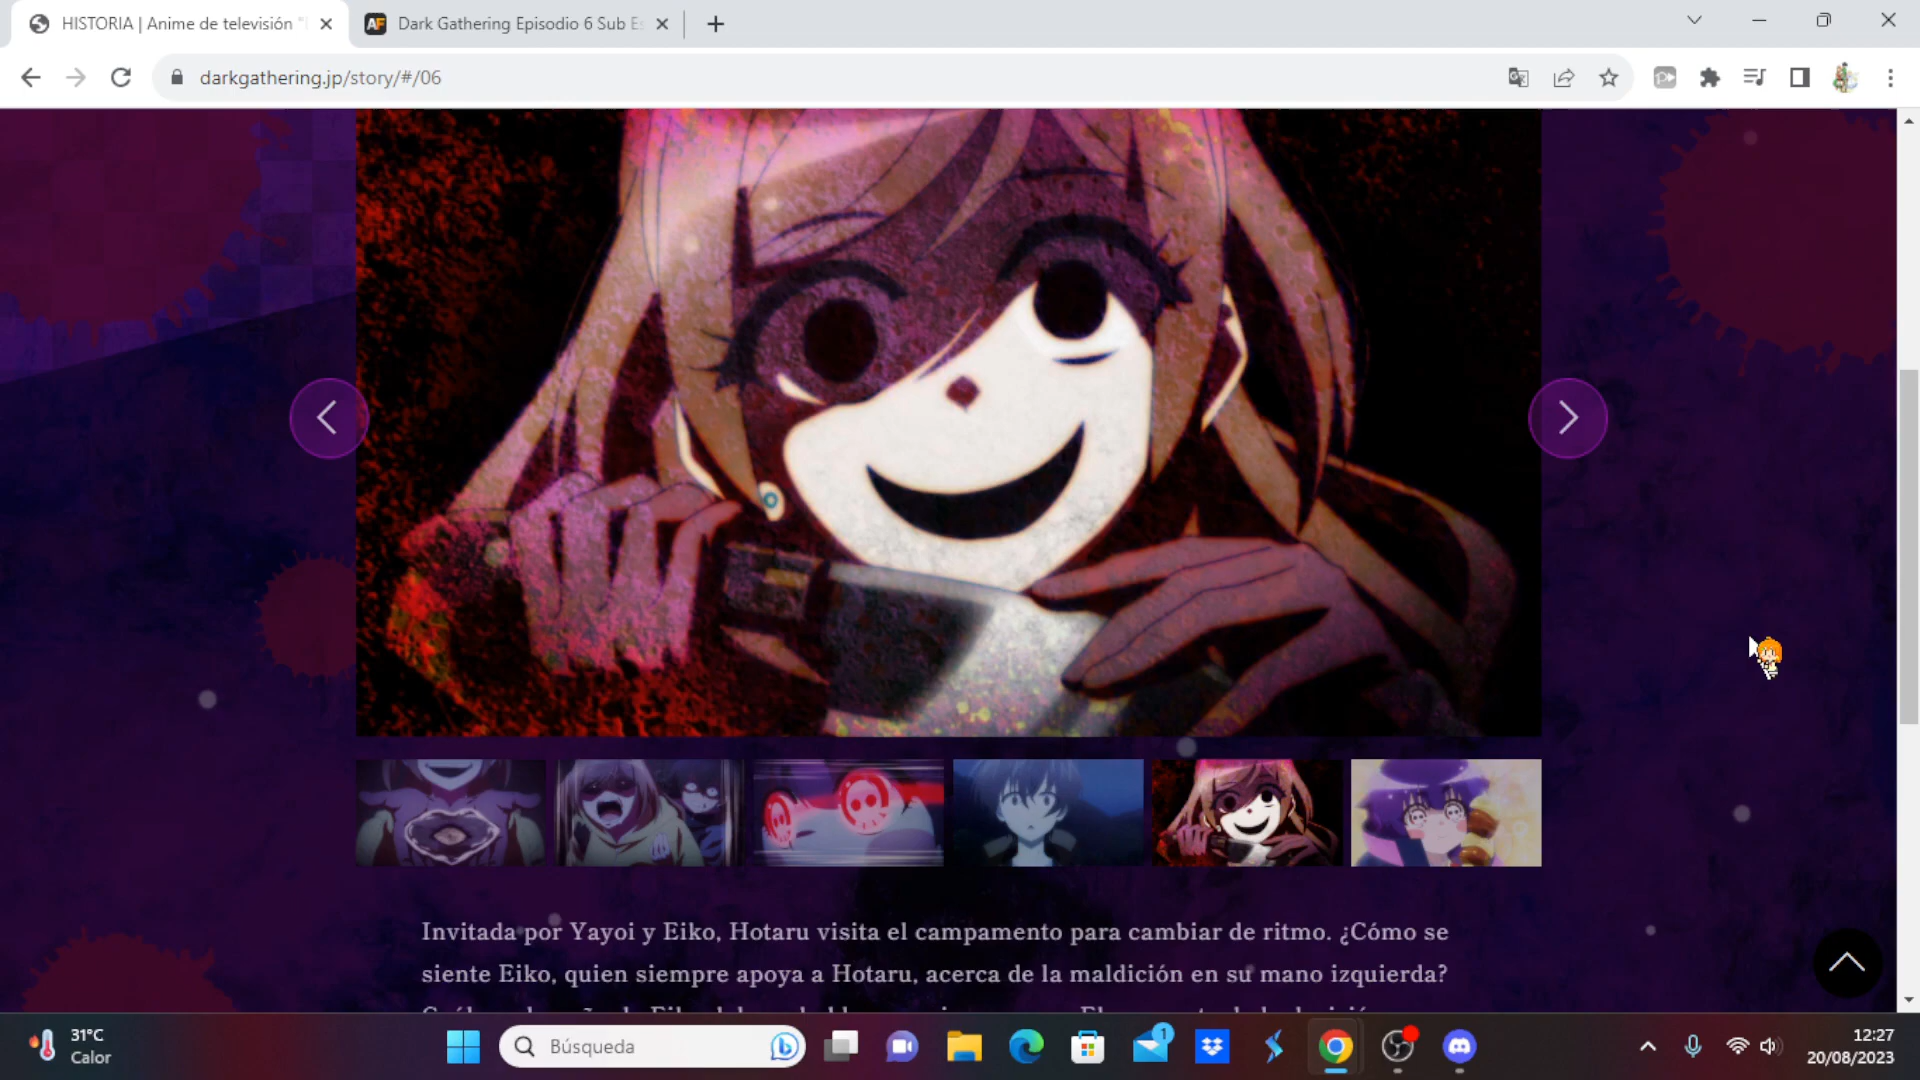 HISTORIA | Anime de televisión "
Dark Gathering Episodio 6 Sub Es
darkgathering.jp/story/#/06
Invitada por Yayoi y Eiko, Hotaru visita el campamento para cambiar de ritmo. ¿Cómo se
siente Eiko, quien siempre apoya a Hotaru, acerca de la maldición en su mano izquierda?
31°C
Calor
Búsqueda
1
12:27
20/08/2023